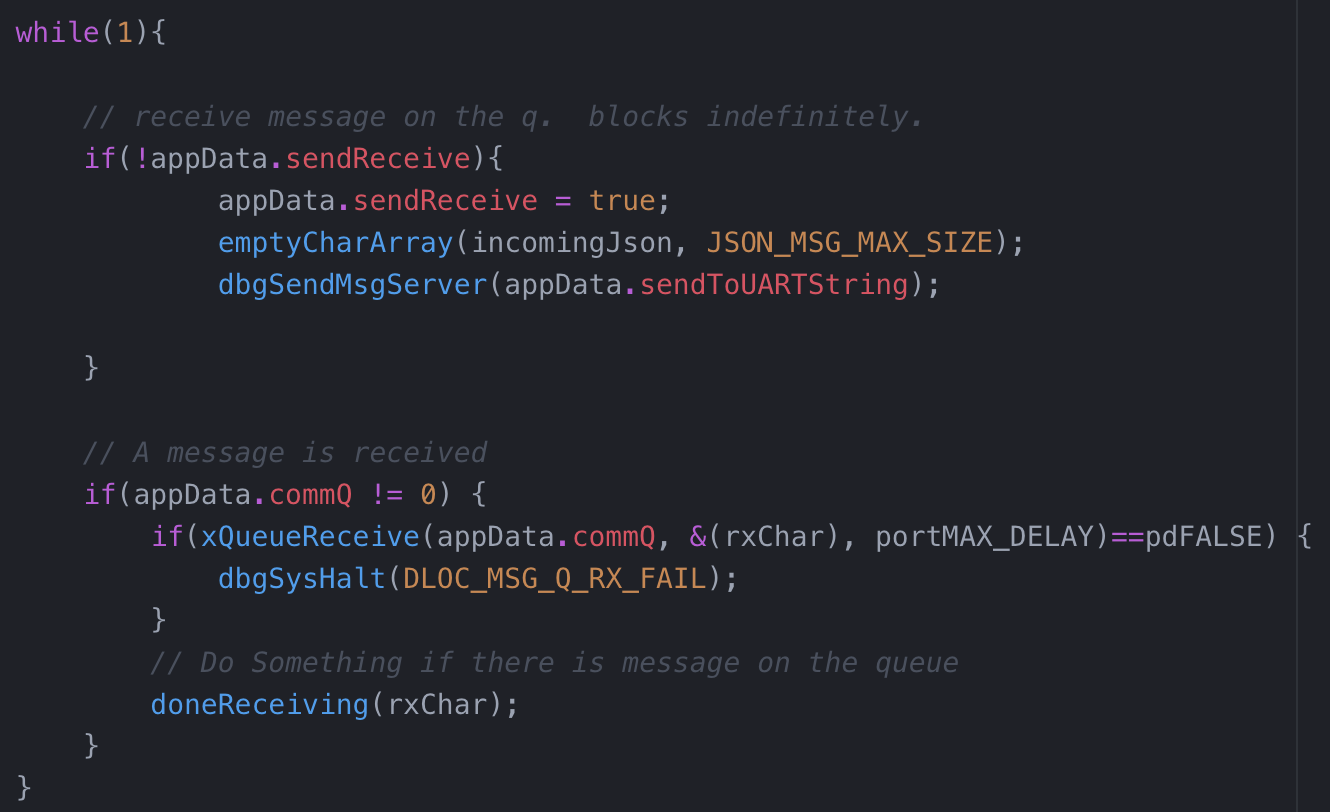 while(1){
// receive message on the q.  blocks indefinitely.
if(!appData.sendReceive){
appData.sendReceive = true;
emptyCharArray(incomingJson, JSON_MSG_MAX_SIZE);
dbgSendMsgServer(appData.sendToUARTString);
}
// A message is received
if(appData.commQ != 0) {
if(xQueueReceive(appData.commQ, &(rxChar), portMAX_DELAY)==pdFALSE) {
dbgSysHalt(DLOC_MSG_Q_RX_FAIL);
}
// Do Something if there is message on the queue
doneReceiving(rxChar);
}
}